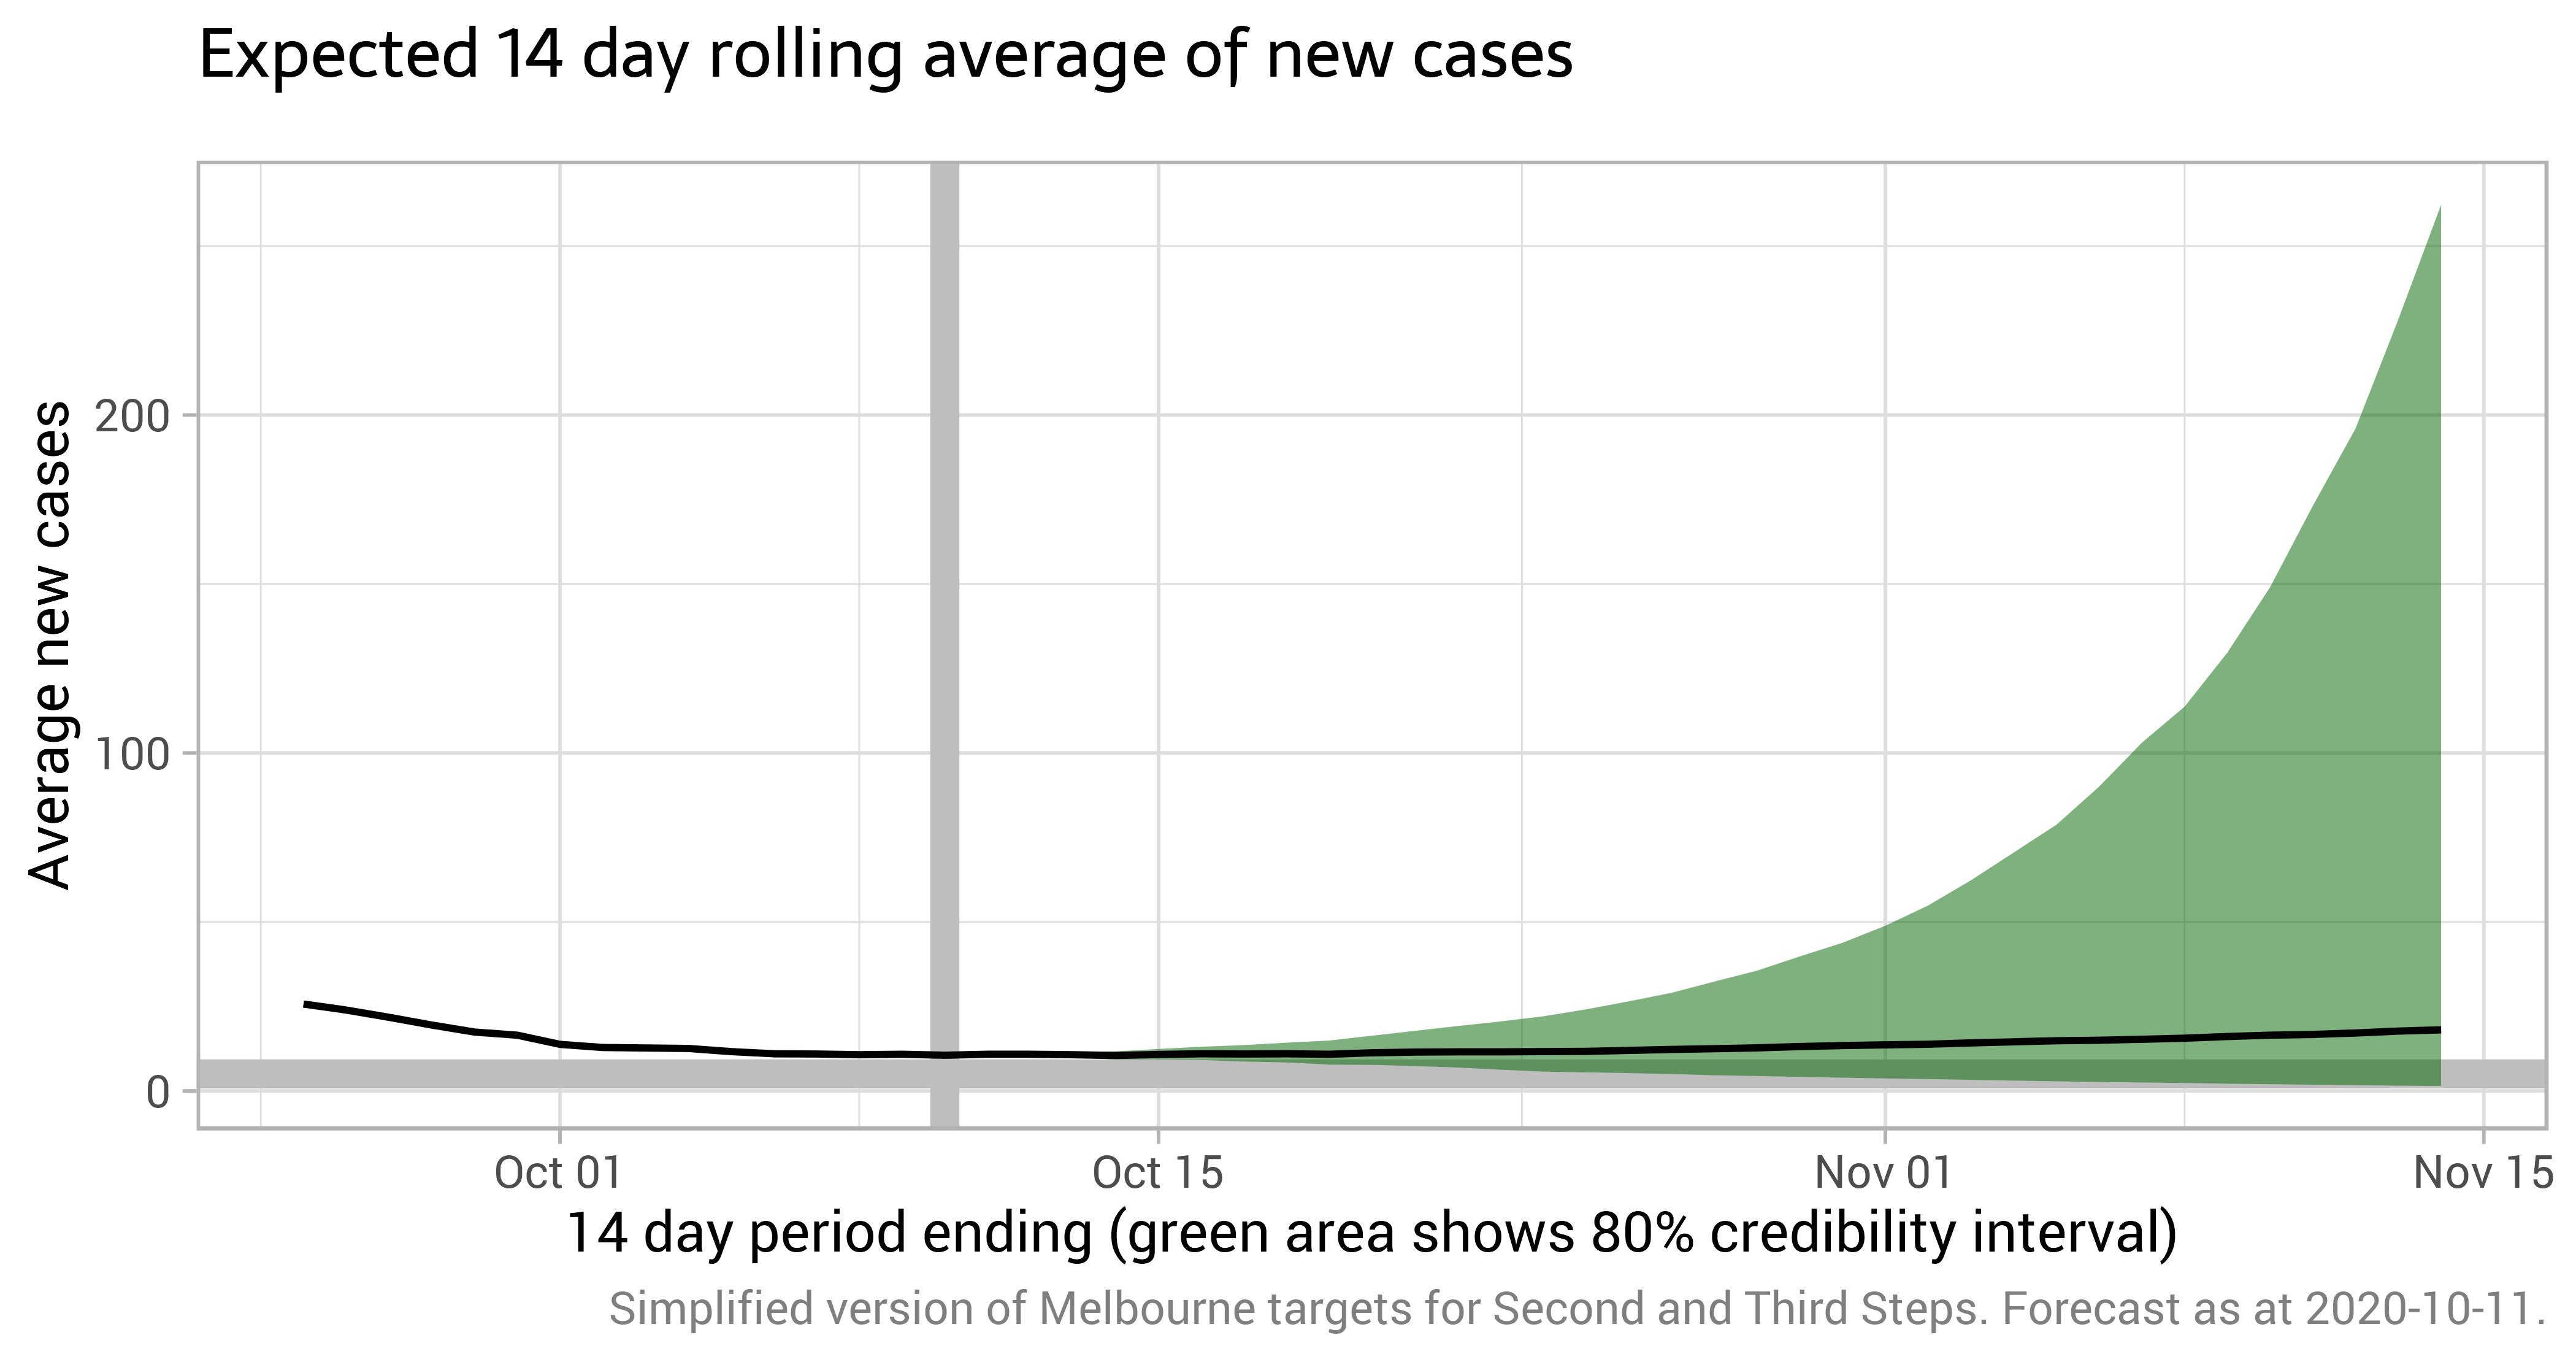 Expected 14 day rolling average of new cases
Average new cases
200
100
0
Oct 01
Oct 15
Nov 01
Nov 15
14 day period ending (green area shows 80% credibility interval)
Simplified version of Melbourne targets for Second and Third Steps. Forecast as at 2020-10-11.